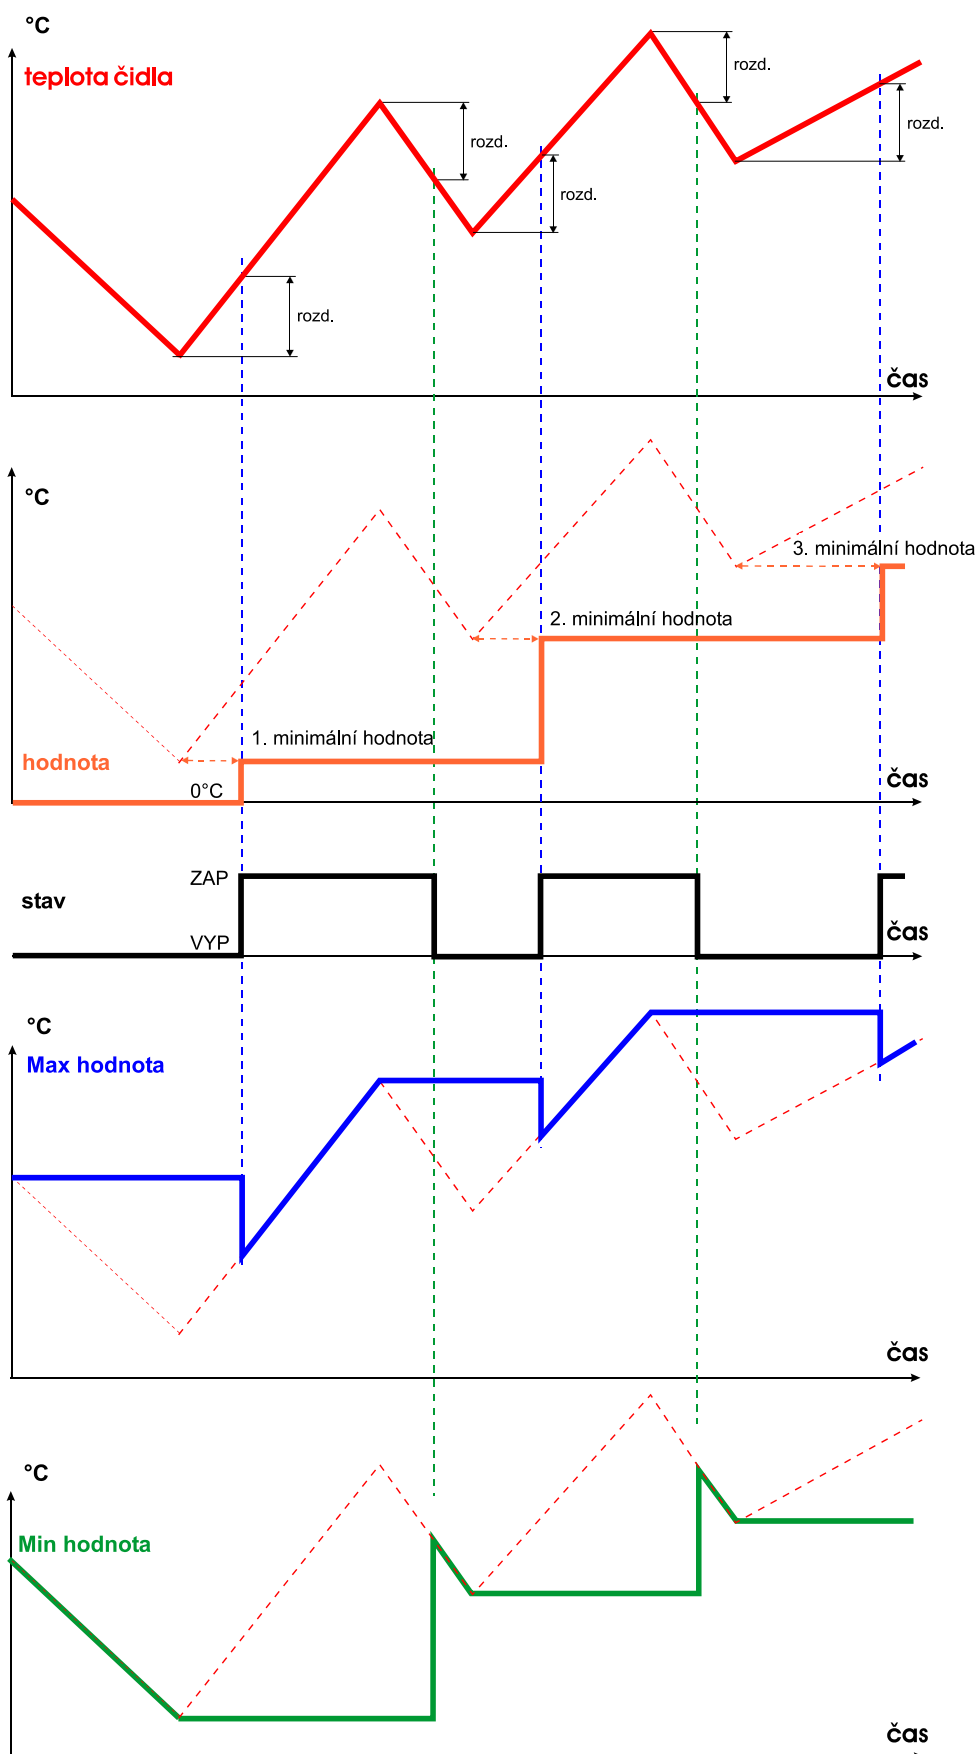 °C
teplota čidla
rozd.
rozd.
rozd.
rozd.
rozd.
čas
°C
3. minimální hodnota
2. minimální hodnota
1. minimální hodnota
hodnota
0°C
čas
ZAP
stav
VYP
čas
°C
Max hodnota
čas
°C
Min hodnota
čas